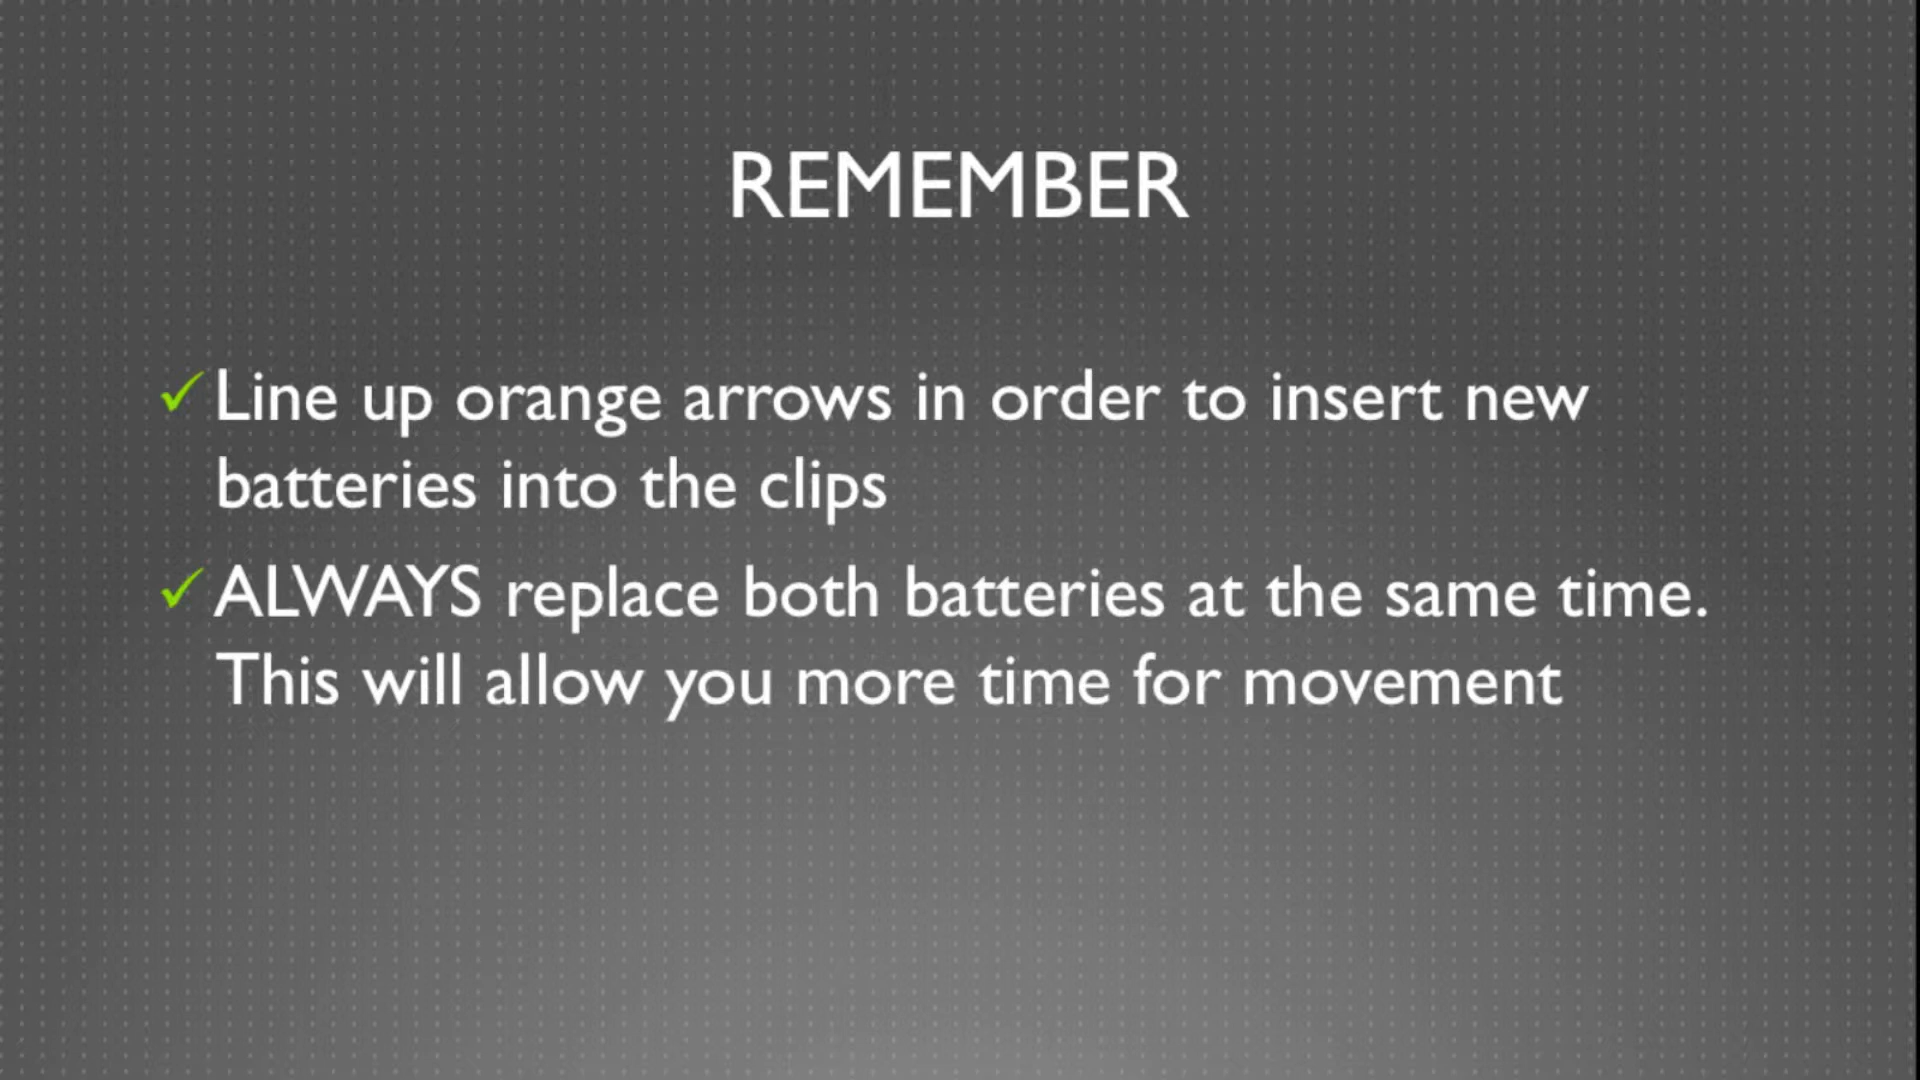 REMEMBER
Line up orange arrows in order to insert new
batteries into the clips
ALWAYS replace both batteries at the same time.
This will allow you more time for movement